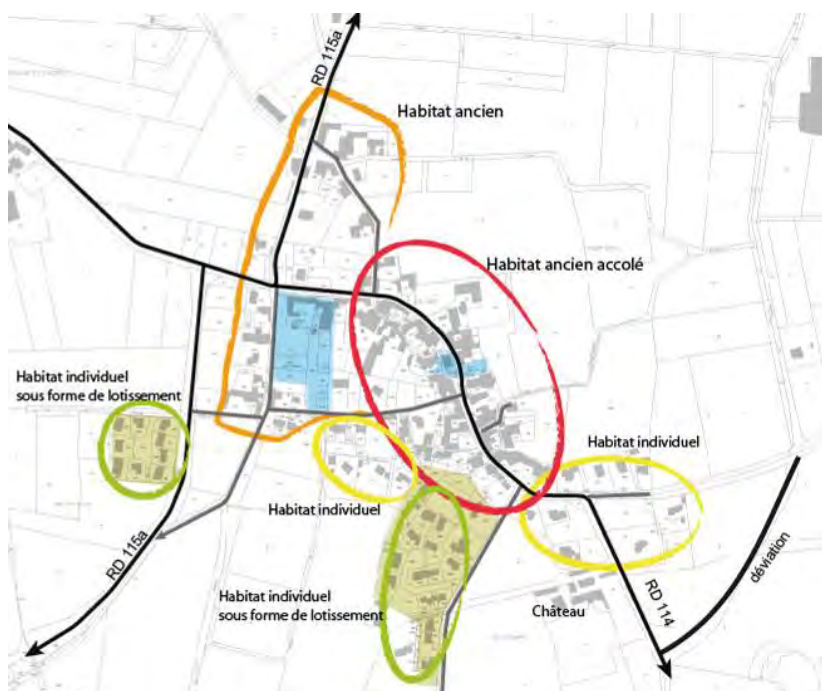 RD 115a
Habitat ancien
Habitat ancien accolé
Habitat individuel
sous forme de lotissement
Habitat individuel
Habitat individuel
RD 115a
Habitat individuel
sous forme de lotissement
Château
RD 114
déviation